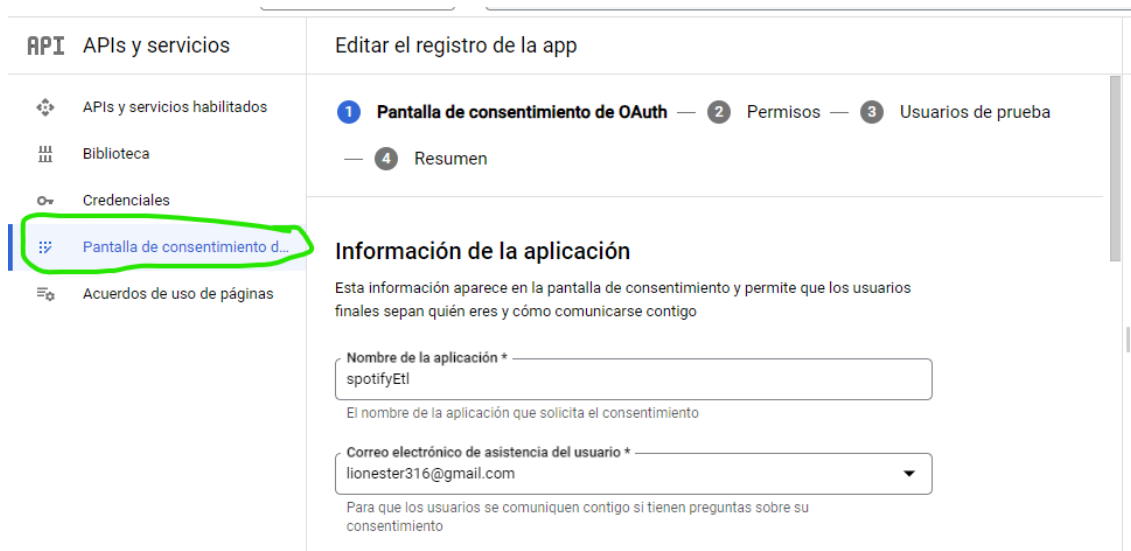 API APIs y servicios
Editar el registro de la app
APIs y servicios habilitados
Biblioteca
Credenciales
Pantalla de consentimiento d...
Acuerdos de uso de páginas
1 Pantalla de consentimiento de OAuth — 2 Permisos — 3 Usuarios de prueba
— 4 Resumen
Información de la aplicación
Esta información aparece en la pantalla de consentimiento y permite que los usuarios
finales sepan quién eres y cómo comunicarse contigo
Nombre de la aplicación *
spotifyEtl
El nombre de la aplicación que solicita el consentimiento
Correo electrónico de asistencia del usuario *
lionester316@gmail.com
Para que los usuarios se comuniquen contigo si tienen preguntas sobre su
consentimiento